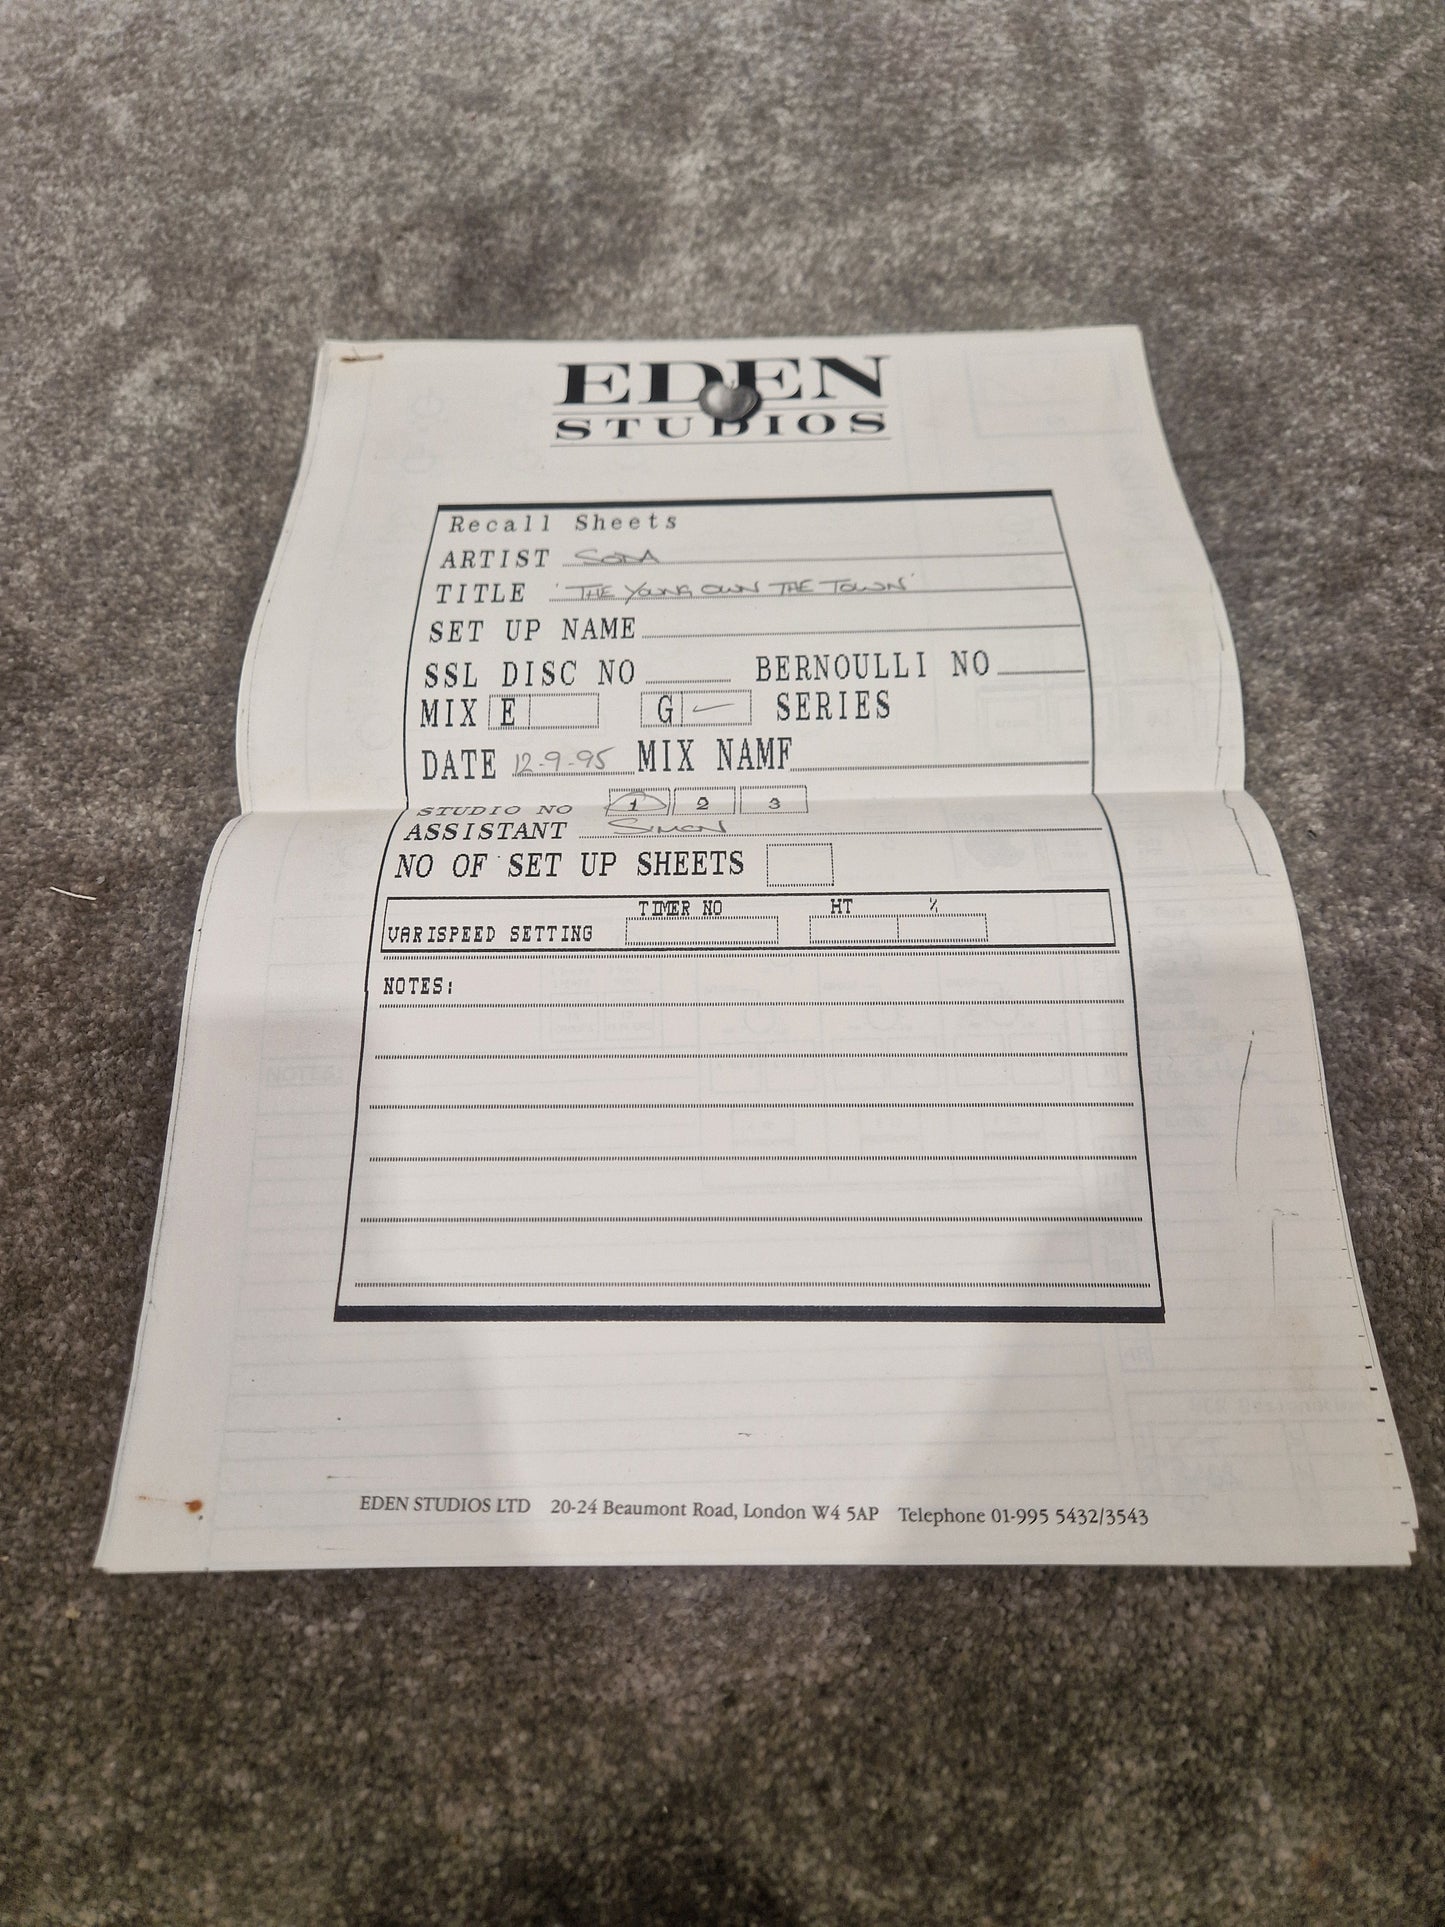 EDEN
STUDIOS
Recall Sheets
ARTIST SODA
TITLE 'THE YOUNG OWN THE TOWN'
SET UP NAME
SSL DISC NO BERNOULLI NO
MIX E G SERIES
DATE 12-9-95 MIX NAME
STUDIO NO 1 2 3
ASSISTANT SIMON
NO OF SET UP SHEETS
TIMER NO HT %
VARISPEED SETTING
NOTES:
NOTES:
EDEN STUDIOS LTD 20-24 Beaumont Road, London W4 5AP Telephone 01-995 5432/3543